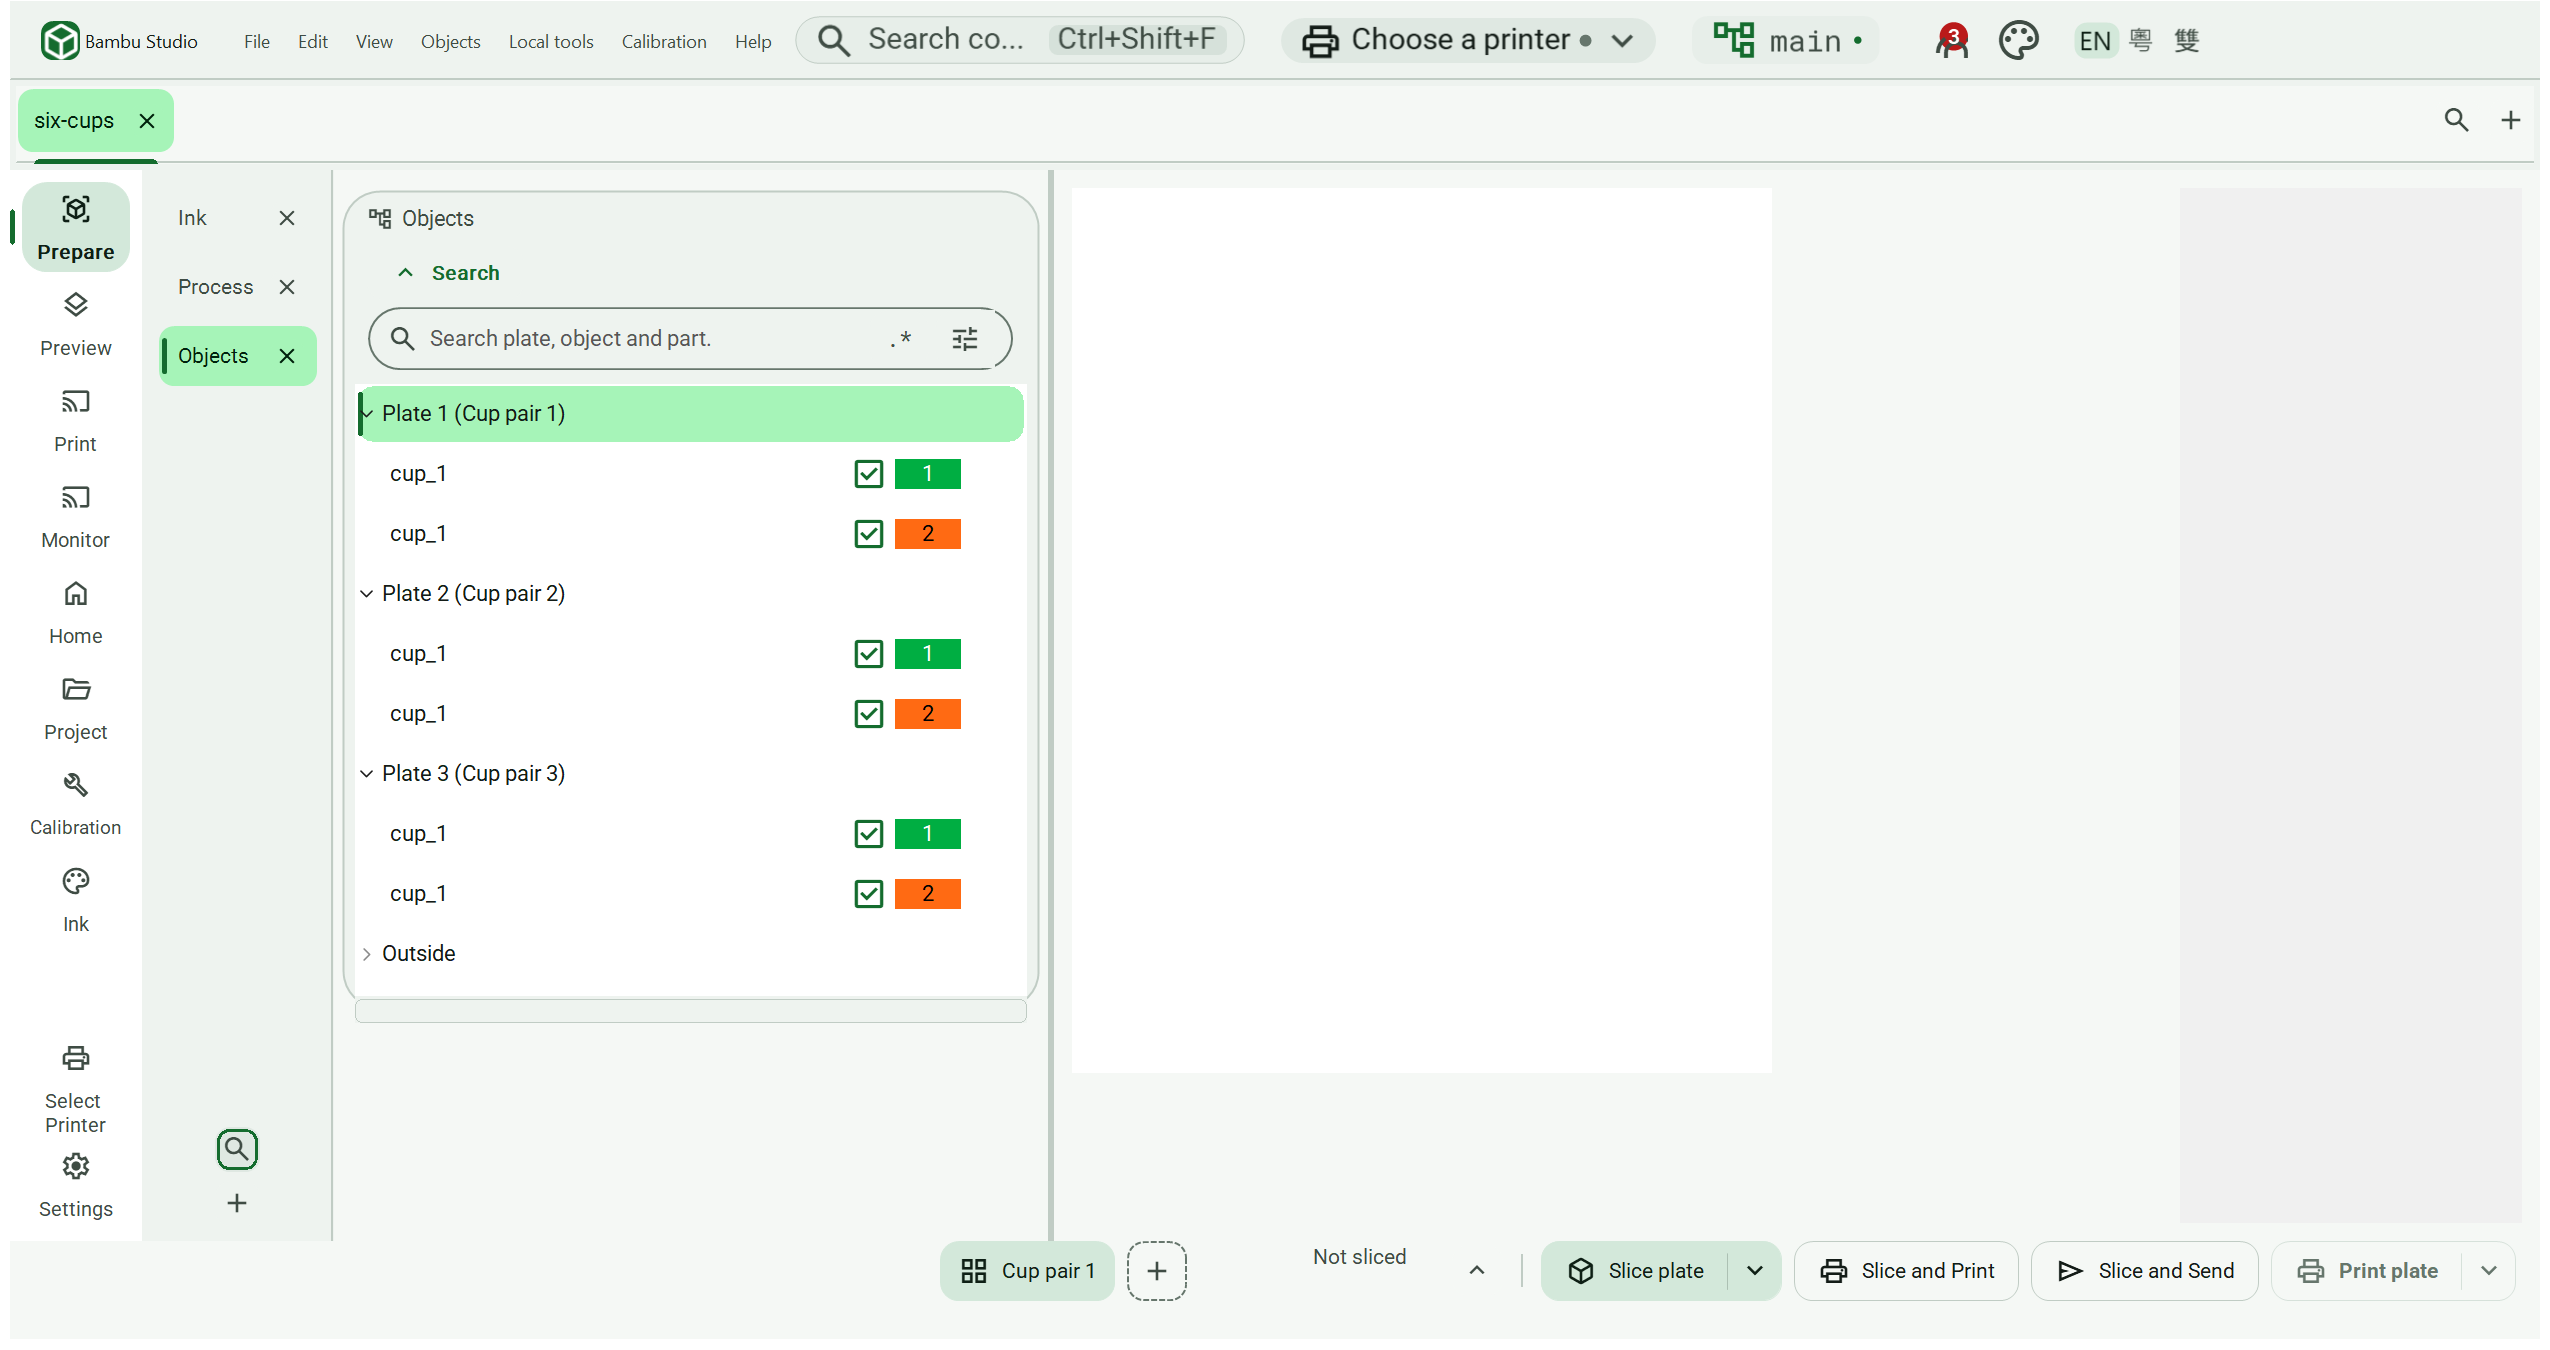 Bambu Studio File Edit View Objects Local tools Calibration Help Search co... Ctrl+Shift+F Choose a printer main 3 EN 粵 雙
six-cups
Prepare
Preview
Print
Monitor
Home
Project
Calibration
Ink
Select
Printer
Settings
Ink
Process
Objects
Objects
Search
Search plate, object and part. .*
Plate 1 (Cup pair 1)
cup_1 1
cup_1 2
Plate 2 (Cup pair 2)
cup_1 1
cup_1 2
Plate 3 (Cup pair 3)
cup_1 1
cup_1 2
Outside
Cup pair 1 Not sliced Slice plate Slice and Print Slice and Send Print plate